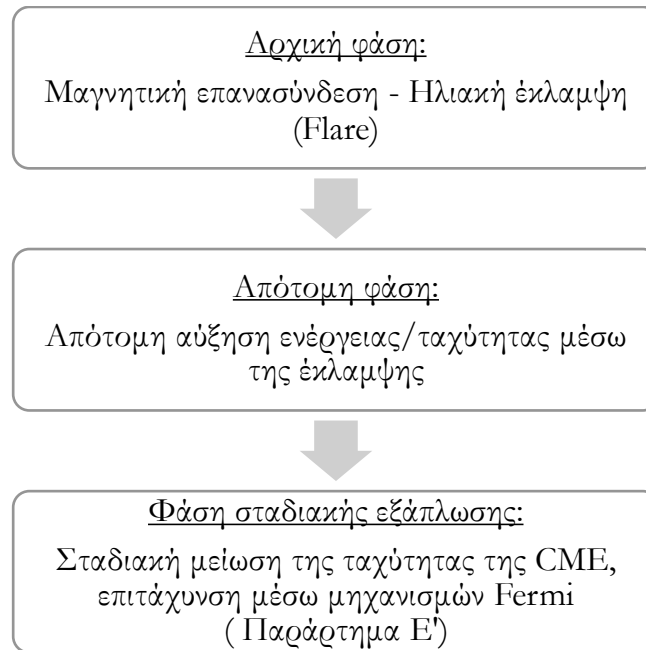 Αρχική φάση:
Μαγνητική επανασύνδεση - Ηλιακή έκλαμψη
(Flare)
Απότομη φάση:
Απότομη αύξηση ενέργειας/ταχύτητας μέσω
της έκλαμψης
Φάση σταδιακής εξάπλωσης:
Σταδιακή μείωση της ταχύτητας της CME,
επιτάχυνση μέσω μηχανισμών Fermi
( Παράρτημα Ε')